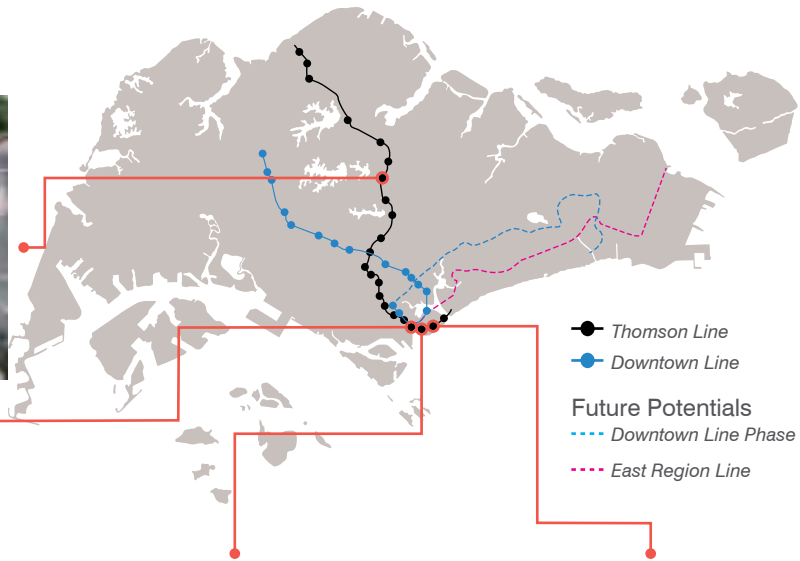 Thomson Line
Downtown Line
Future Potentials
Downtown Line Phase
East Region Line